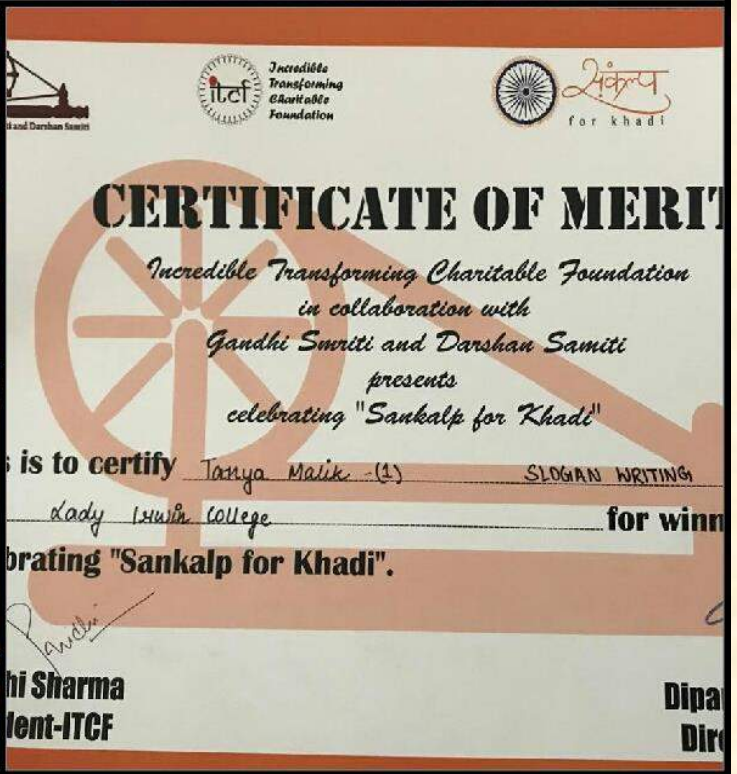 iti and Darshan Samiti
itcf
Incredible
Transforming
Charitable
Foundation
संकल्प
for khadi
CERTIFICATE OF MERIT
Incredible Transforming Charitable Foundation
in collaboration with
Gandhi Smriti and Darshan Samiti
presents
celebrating "Sankalp for Khadi"
s is to certify Tanya Malik -(1) SLOGAN WRITING
Lady Irwin College for winn
brating "Sankalp for Khadi".
hi Sharma
dent-ITCF
Dipa
Dire